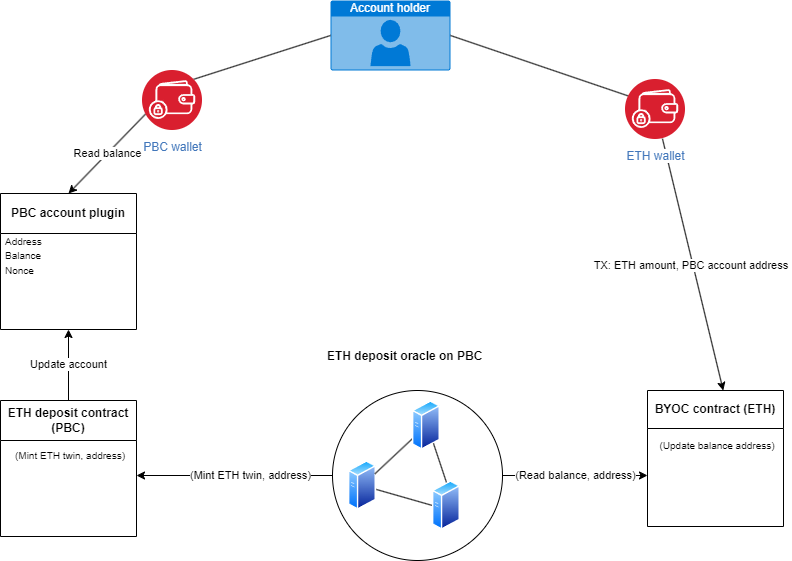 Account holder
PBC wallet
ETH wallet
Read balance
PBC account plugin
Address
Balance
Nonce
TX: ETH amount, PBC account address
Update account
ETH deposit oracle on PBC
ETH deposit contract
(PBC)
(Mint ETH twin, address)
(Mint ETH twin, address)
(Read balance, address)
BYOC contract (ETH)
(Update balance address)